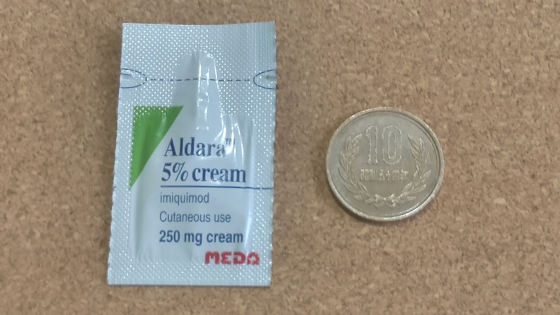 Aldara®
5% cream
imiquimod
Cutaneous use
250 mg cream
MEDA
10